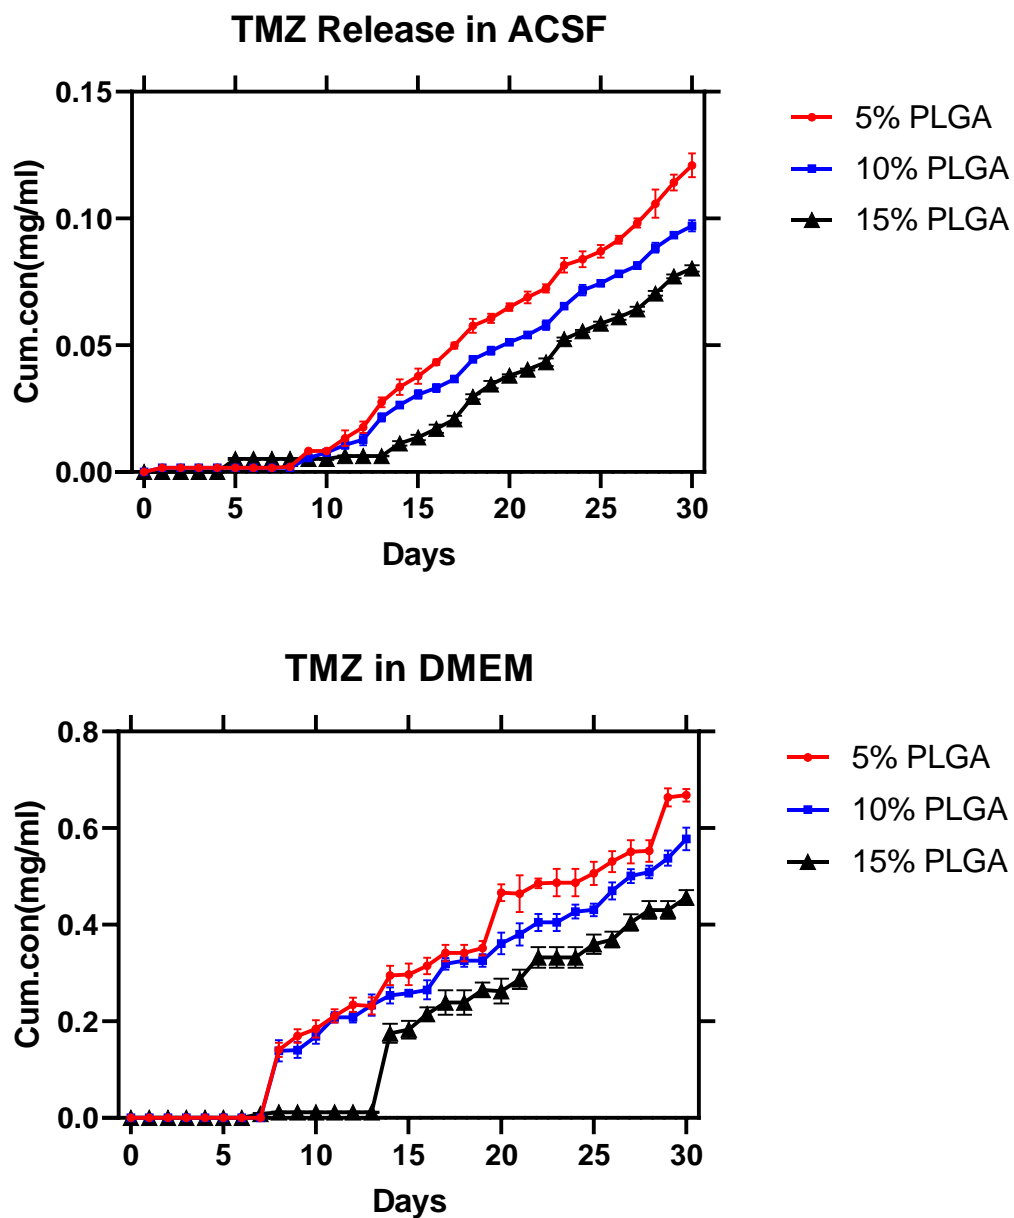 TMZ Release in ACSF
0.15
0.10
0.05
0.00
Cum.con(mg/ml)
0 5 10 15 20 25 30
Days
5% PLGA
10% PLGA
15% PLGA
TMZ in DMEM
0.8
0.6
0.4
0.2
0.0
Cum.con(mg/ml)
0 5 10 15 20 25 30
Days
5% PLGA
10% PLGA
15% PLGA